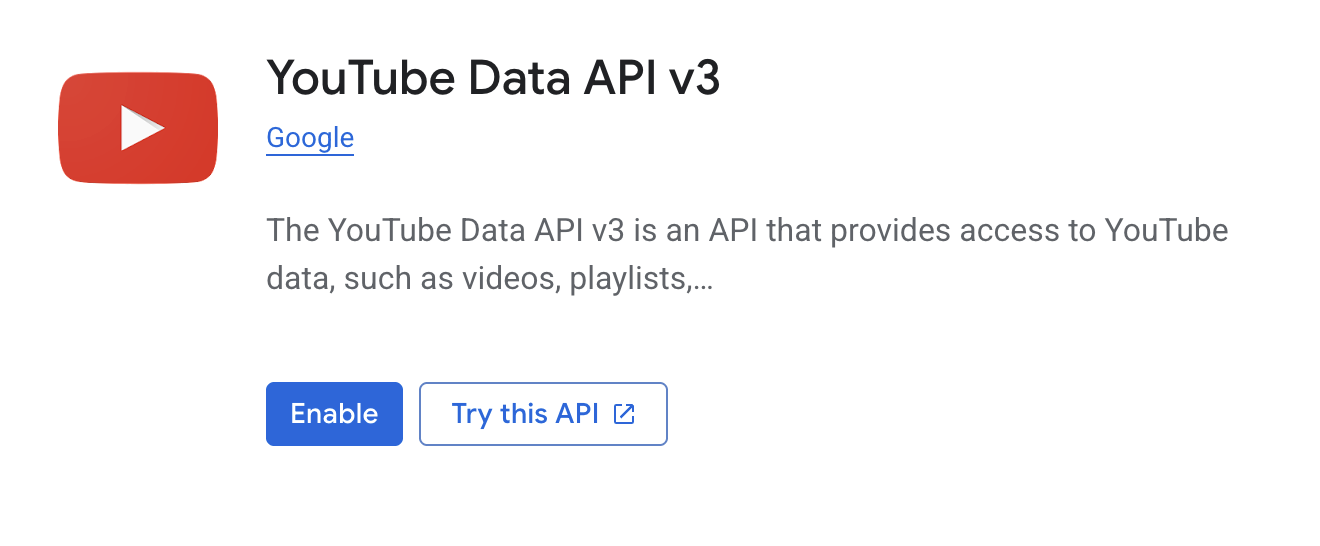 YouTube Data API v3
Google
The YouTube Data API v3 is an API that provides access to YouTube
data, such as videos, playlists,...
Enable
Try this API